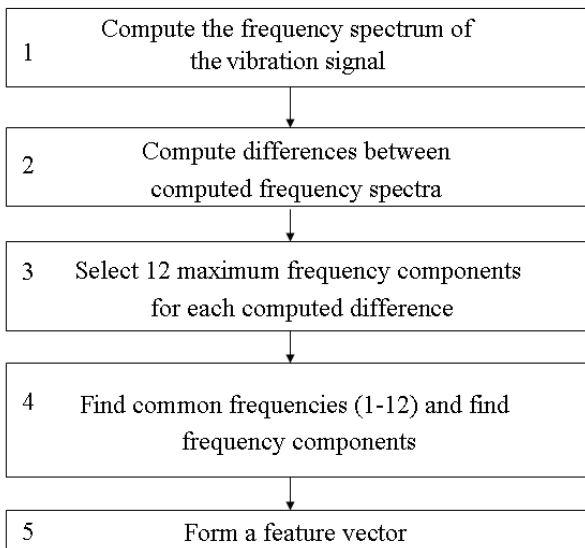 1
Compute the frequency spectrum of
the vibration signal
2
Compute differences between
computed frequency spectra
3
Select 12 maximum frequency components
for each computed difference
4
Find common frequencies (1-12) and find
frequency components
5
Form a feature vector